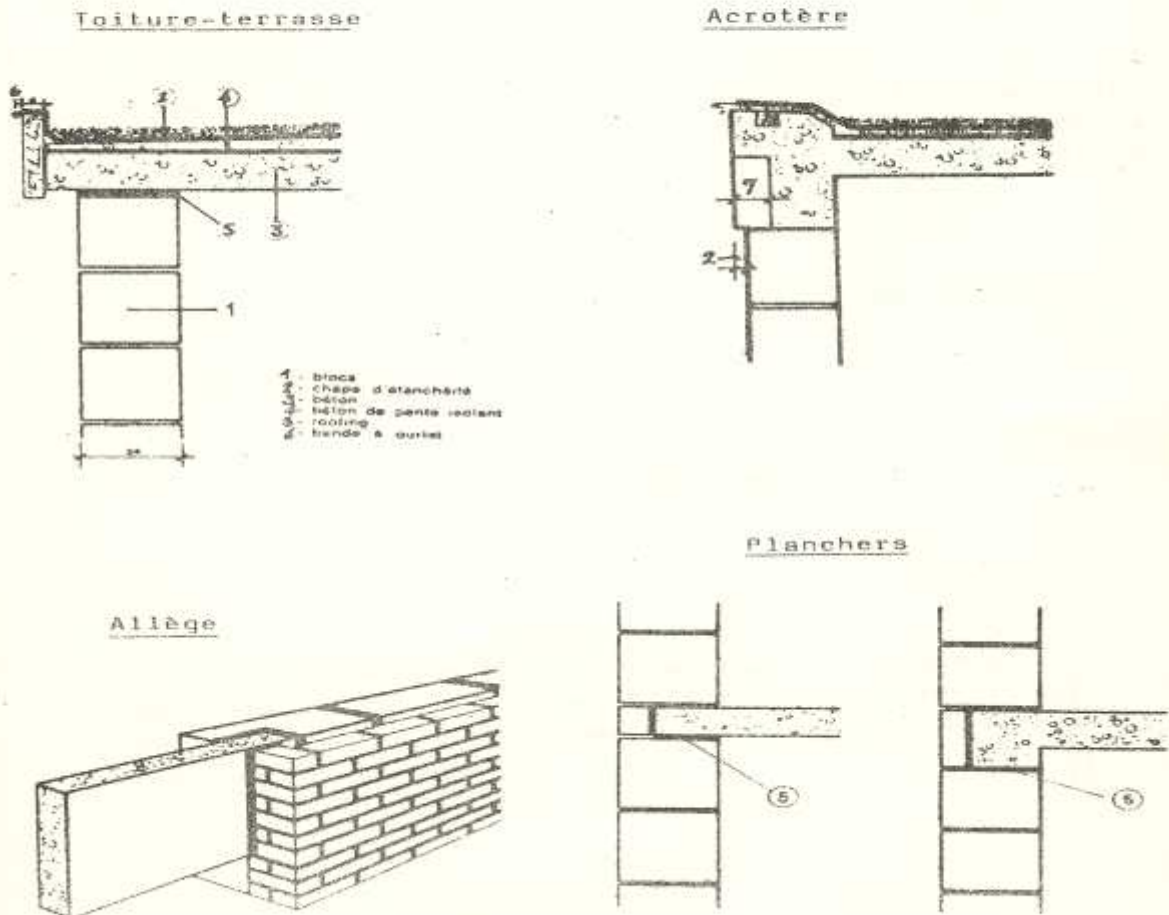 Toiture-terrasse
Acrotère
6
2
4
5
3
1
7
2
1 - blocs
- chape d'étanchéité
- béton
- béton de pente isolant
- roofing
- bande à ourlet
Planchers
Allège
5
5